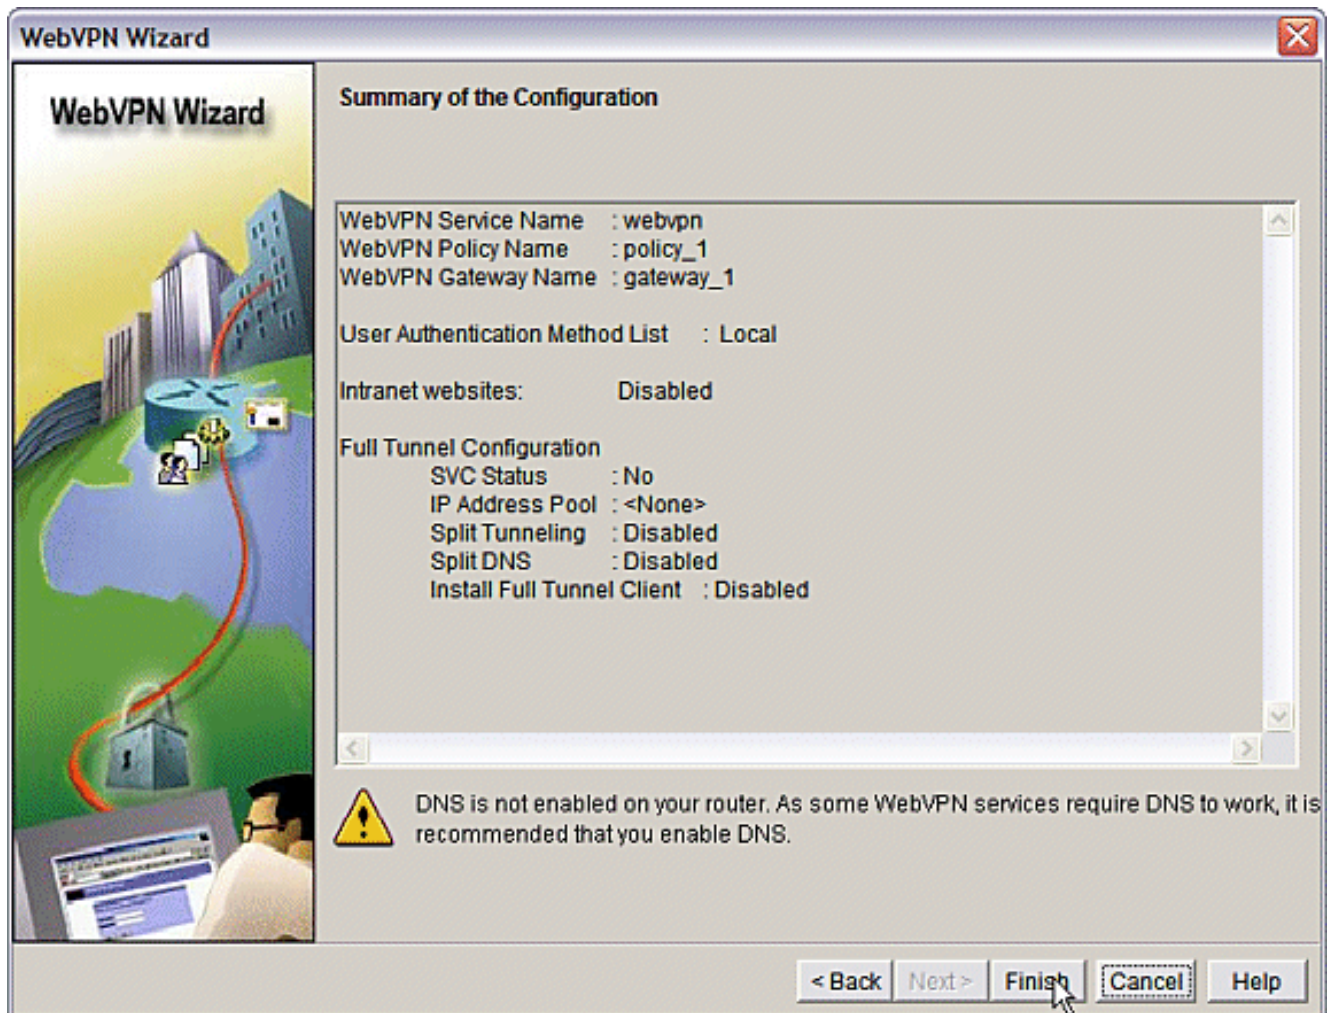 WebVPN Wizard
WebVPN Wizard
Summary of the Configuration
WebVPN Service Name : webvpn
WebVPN Policy Name : policy_1
WebVPN Gateway Name : gateway_1
User Authentication Method List : Local
Intranet websites: Disabled
Full Tunnel Configuration
SVC Status : No
IP Address Pool : <None>
Split Tunneling : Disabled
Split DNS : Disabled
Install Full Tunnel Client : Disabled
DNS is not enabled on your router. As some WebVPN services require DNS to work, it is
recommended that you enable DNS.
< Back Next > Finish Cancel Help